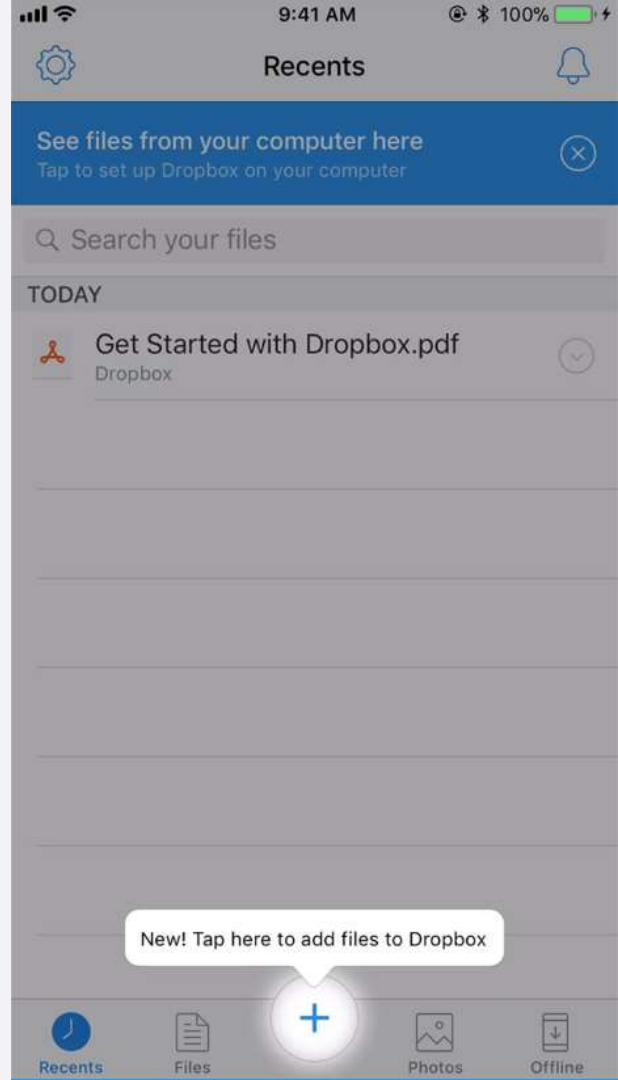 9:41 AM 100%
Recents
See files from your computer here
Tap to set up Dropbox on your computer
Search your files
TODAY
Get Started with Dropbox.pdf
Dropbox
New! Tap here to add files to Dropbox
Recents Files Photos Offline